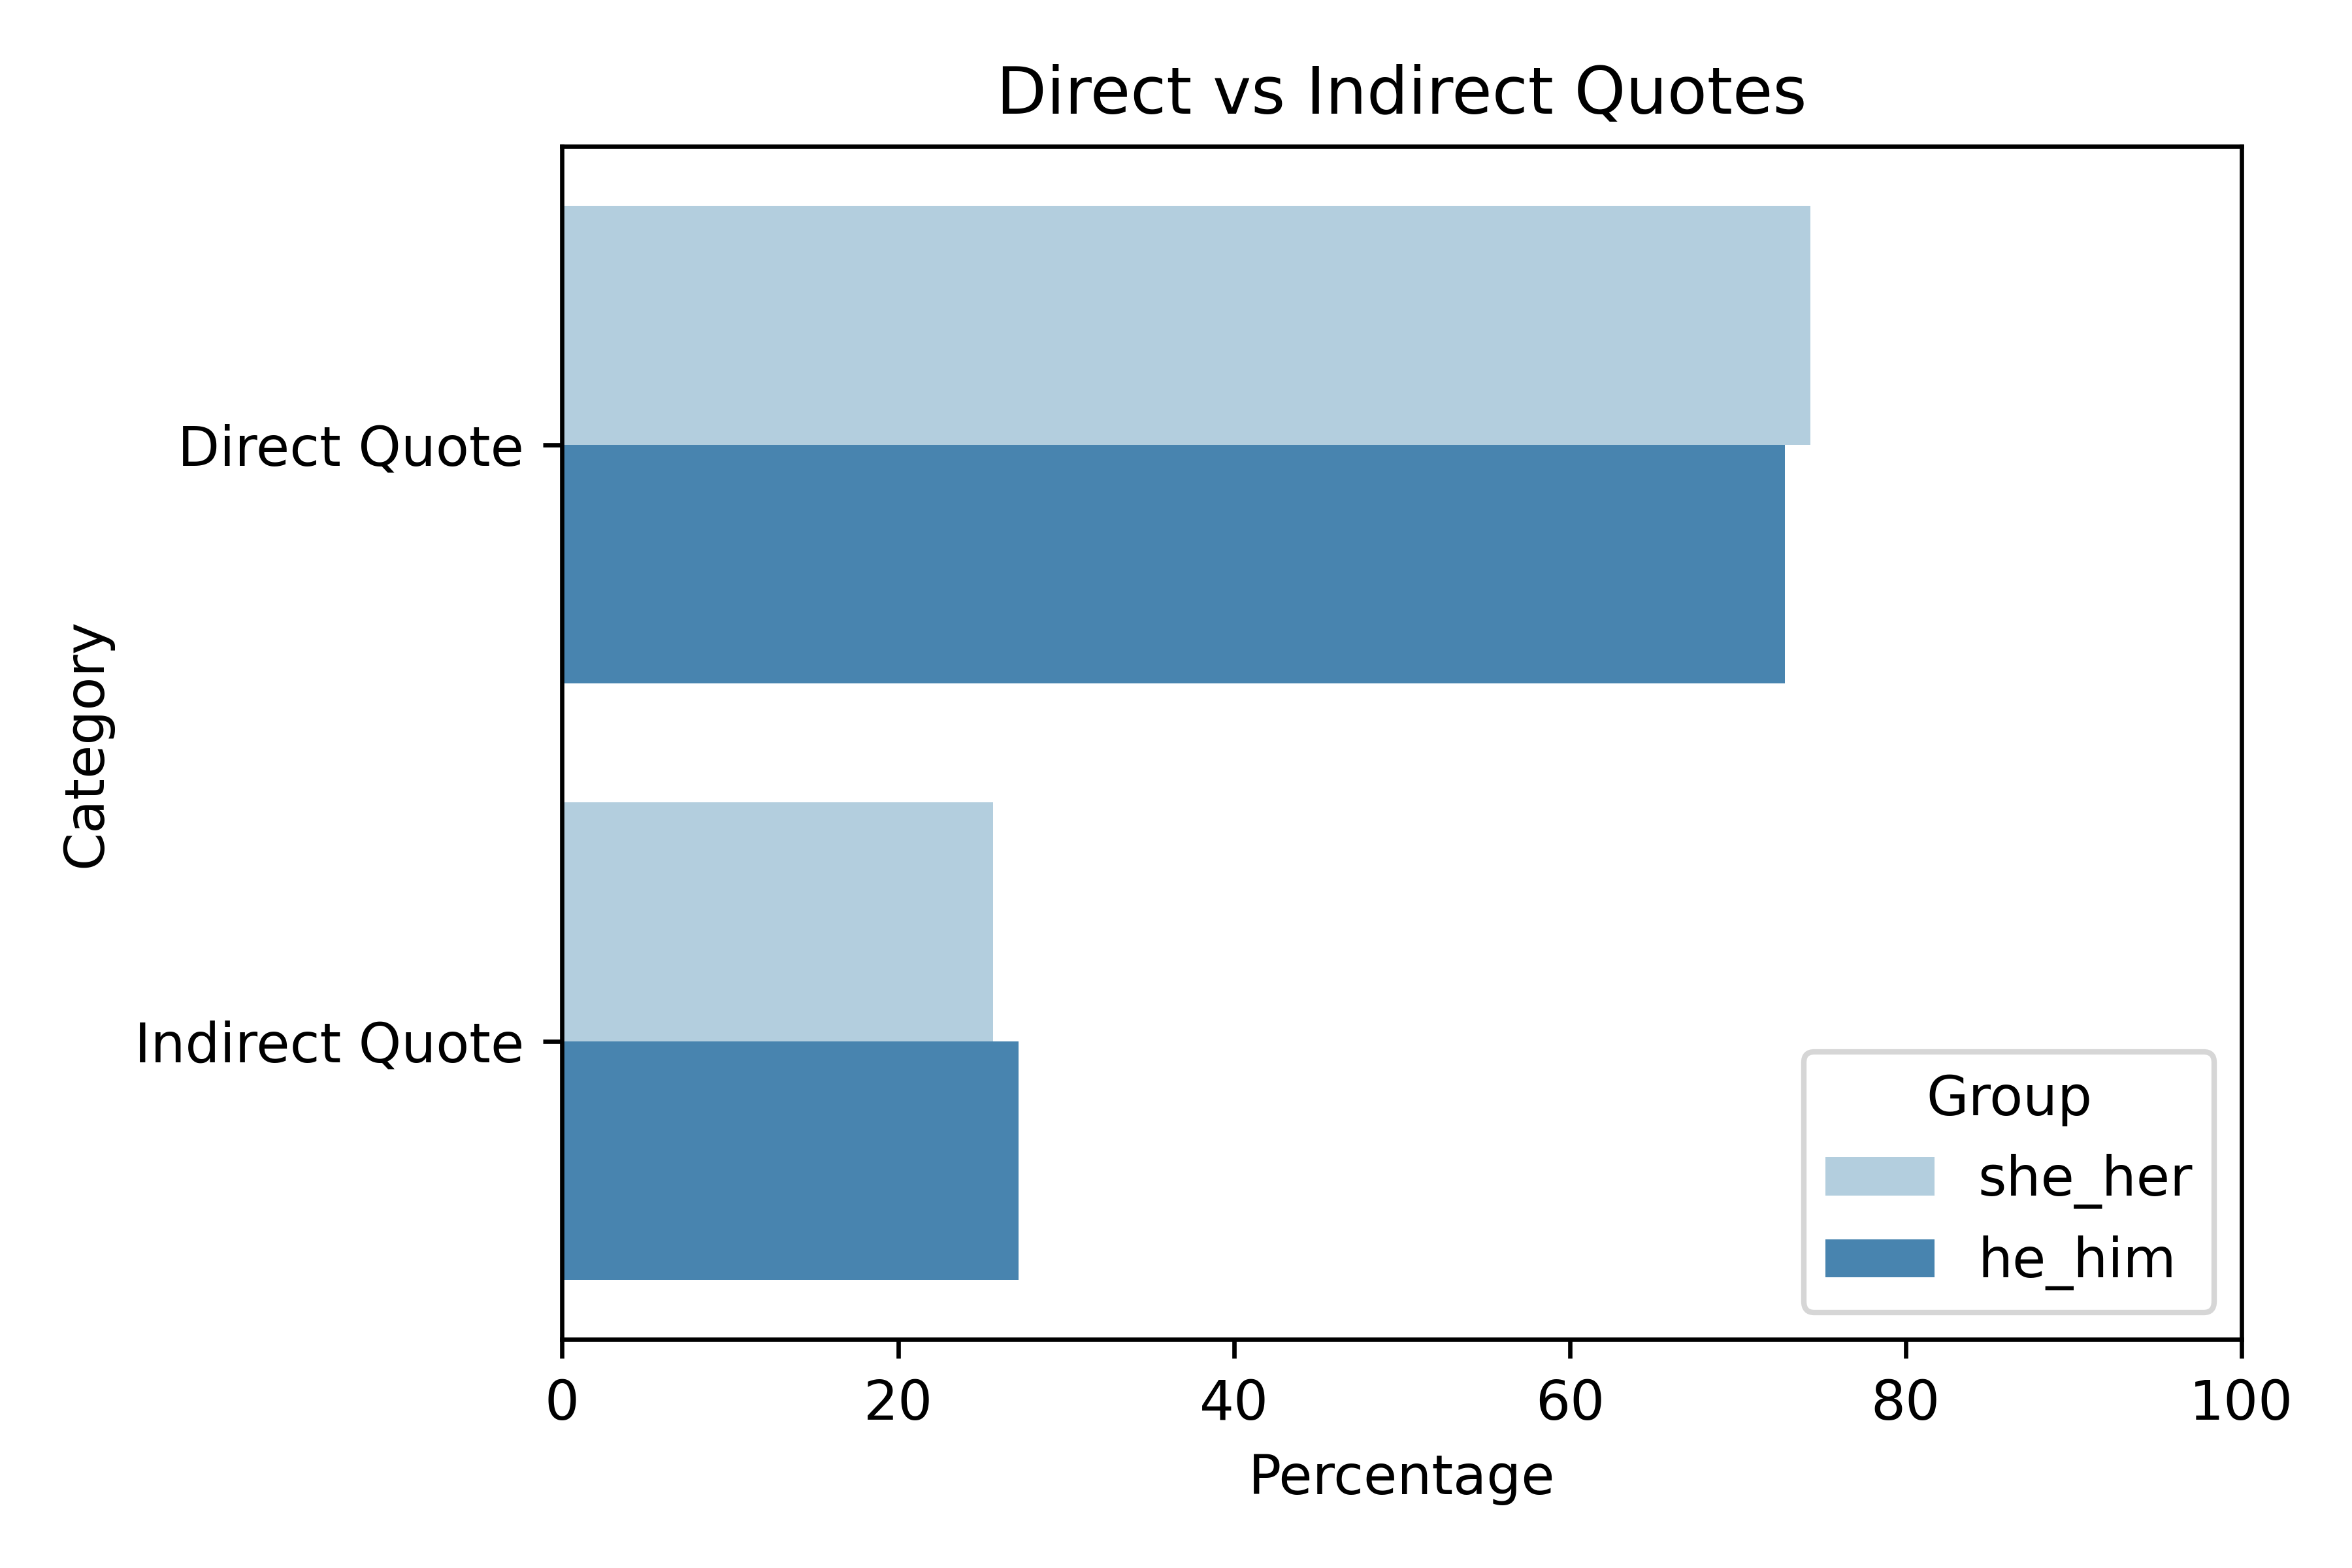 Direct vs Indirect Quotes
Direct Quote
Indirect Quote
Category
Group
she_her
he_him
0 20 40 60 80 100
Percentage